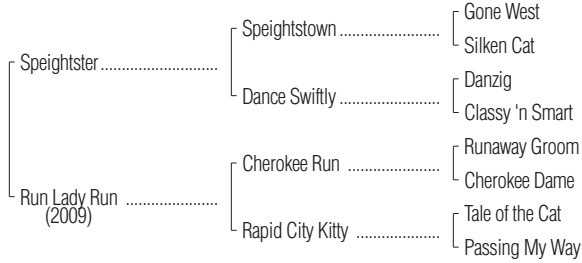 Gone West
Speightstown ........................
Silken Cat
Speightster............................
Danzig
Dance Swiftly ........................
Classy 'n Smart
Runaway Groom
Cherokee Run ......................
Cherokee Dame
Run Lady Run ......................
(2009)
Tale of the Cat
Rapid City Kitty ....................
Passing My Way